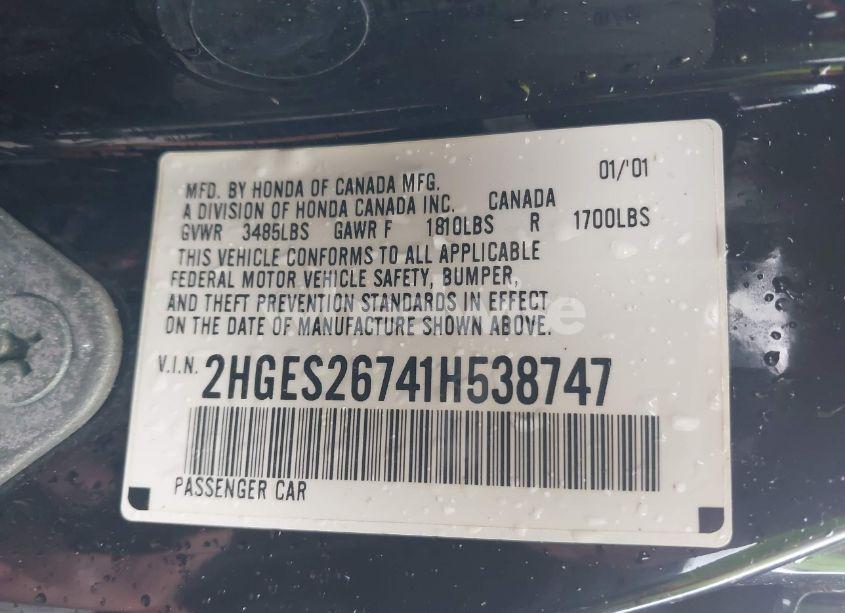 01/'01
MFD. BY HONDA OF CANADA MFG.
A DIVISION OF HONDA CANADA INC. CANADA
GVWR 3485LBS GAWR F 1810LBS R 1700LBS
THIS VEHICLE CONFORMS TO ALL APPLICABLE
FEDERAL MOTOR VEHICLE SAFETY, BUMPER,
AND THEFT PREVENTION STANDARDS IN EFFECT
ON THE DATE OF MANUFACTURE SHOWN ABOVE.
V.I.N. 2HGES26741H538747
PASSENGER CAR